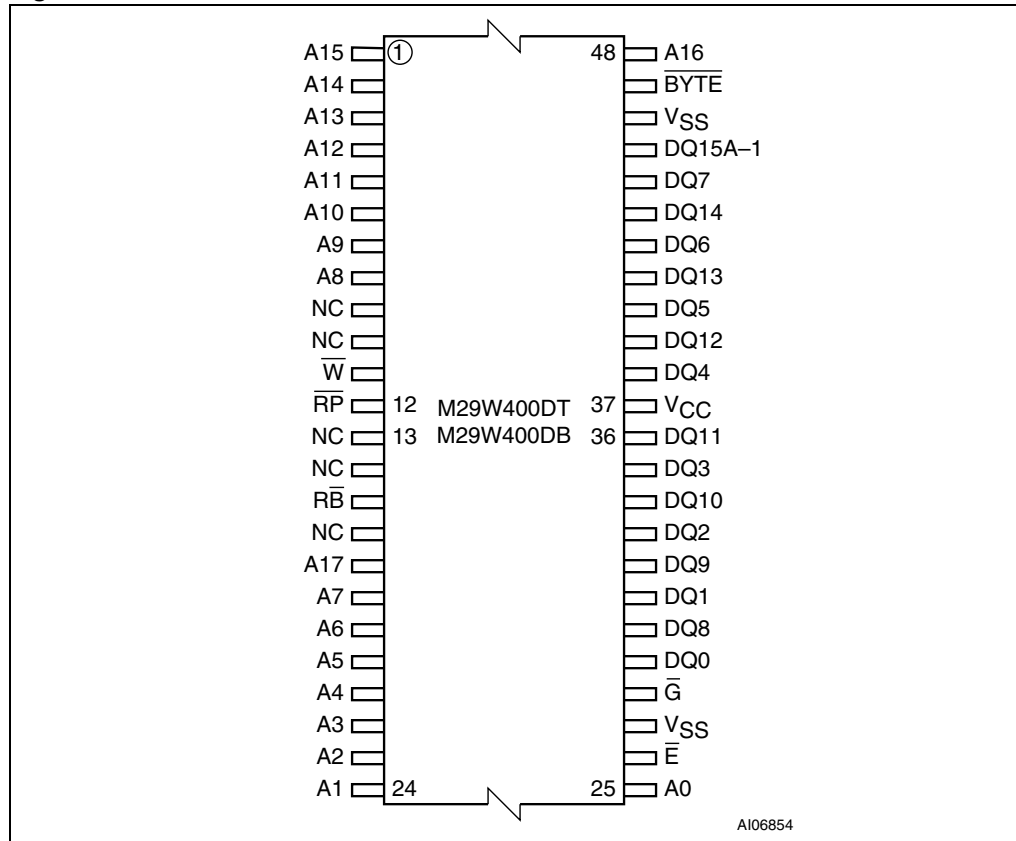 A15 1 48 A16
A14 B̅Y̅T̅E̅
A13 VSS
A12 DQ15A–1
A11 DQ7
A10 DQ14
A9 DQ6
A8 DQ13
NC DQ5
NC DQ12
W̅ DQ4
R̅P̅ 12 M29W400DT 37 VCC
NC 13 M29W400DB 36 DQ11
NC DQ3
RB̅ DQ10
NC DQ2
A17 DQ9
A7 DQ1
A6 DQ8
A5 DQ0
A4 G̅
A3 VSS
A2 E̅
A1 24 25 A0
AI06854